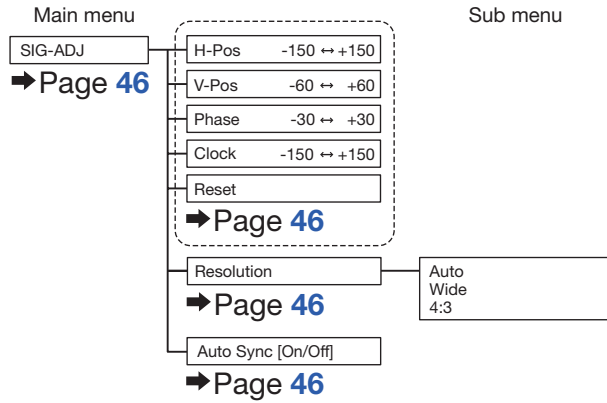 Main menu
Sub menu
SIG-ADJ
➡Page 46
H-Pos -150 ↔ +150
V-Pos -60 ↔ +60
Phase -30 ↔ +30
Clock -150 ↔ +150
Reset
➡Page 46
Resolution
➡Page 46
Auto
Wide
4:3
Auto Sync [On/Off]
➡Page 46